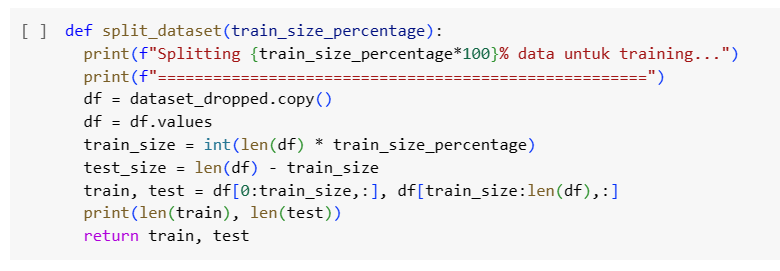 [ ] def split_dataset(train_size_percentage):
print(f"Splitting {train_size_percentage*100}% data untuk training...")
print(f"======================================================")
df = dataset_dropped.copy()
df = df.values
train_size = int(len(df) * train_size_percentage)
test_size = len(df) - train_size
train, test = df[0:train_size,:], df[train_size:len(df),:]
print(len(train), len(test))
return train, test